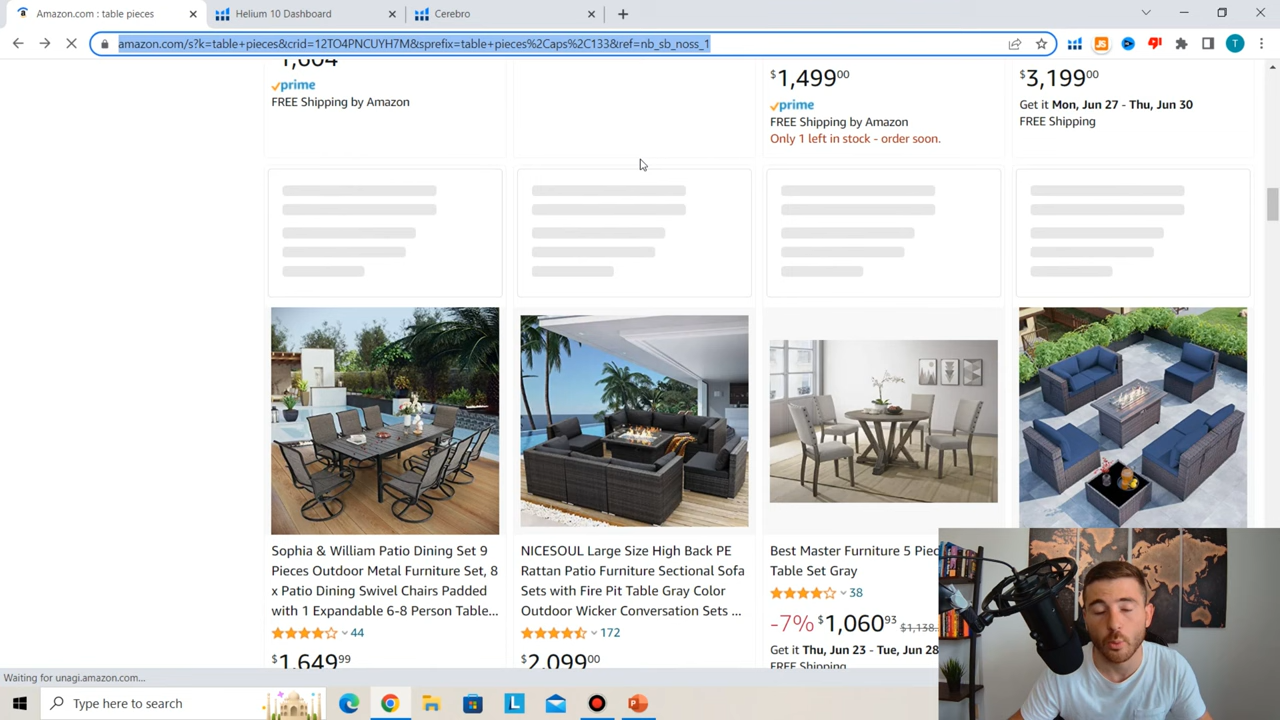 Amazon.com : table pieces
Helium 10 Dashboard
Cerebro
amazon.com/s?k=table+pieces&crid=12TO4PNCUYH7M&sprefix=table+pieces%2Caps%2C133&ref=nb_sb_noss_1
T
1,604
prime
FREE Shipping by Amazon
$1,499 00
prime
FREE Shipping by Amazon
Only 1 left in stock - order soon.
$3,199 00
Get it Mon, Jun 27 - Thu, Jun 30
FREE Shipping
Sophia & William Patio Dining Set 9
Pieces Outdoor Metal Furniture Set, 8
x Patio Dining Swivel Chairs Padded
with 1 Expandable 6-8 Person Table...
44
$1,649 99
NICESOUL Large Size High Back PE
Rattan Patio Furniture Sectional Sofa
Sets with Fire Pit Table Gray Color
Outdoor Wicker Conversation Sets ...
172
$2,099 00
Best Master Furniture 5 Piec
Table Set Gray
38
-7% $1,060 93 $1,138.
Get it Thu, Jun 23 - Tue, Jun 28
FREE Shipping
Waiting for unagi.amazon.com...
Type here to search